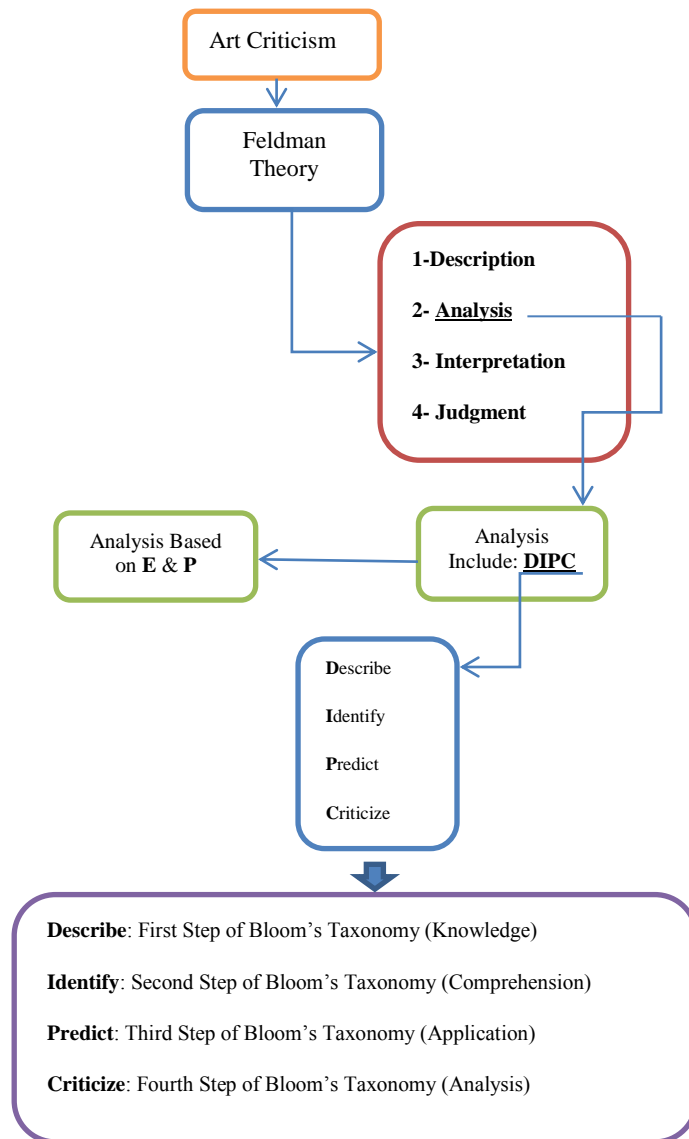 Art Criticism
Feldman
Theory
1-Description
2- Analysis
3- Interpretation
4- Judgment
Analysis Based
on E & P
Analysis
Include: DIPC
Describe
Identify
Predict
Criticize
Describe: First Step of Bloom’s Taxonomy (Knowledge)
Identify: Second Step of Bloom’s Taxonomy (Comprehension)
Predict: Third Step of Bloom’s Taxonomy (Application)
Criticize: Fourth Step of Bloom’s Taxonomy (Analysis)